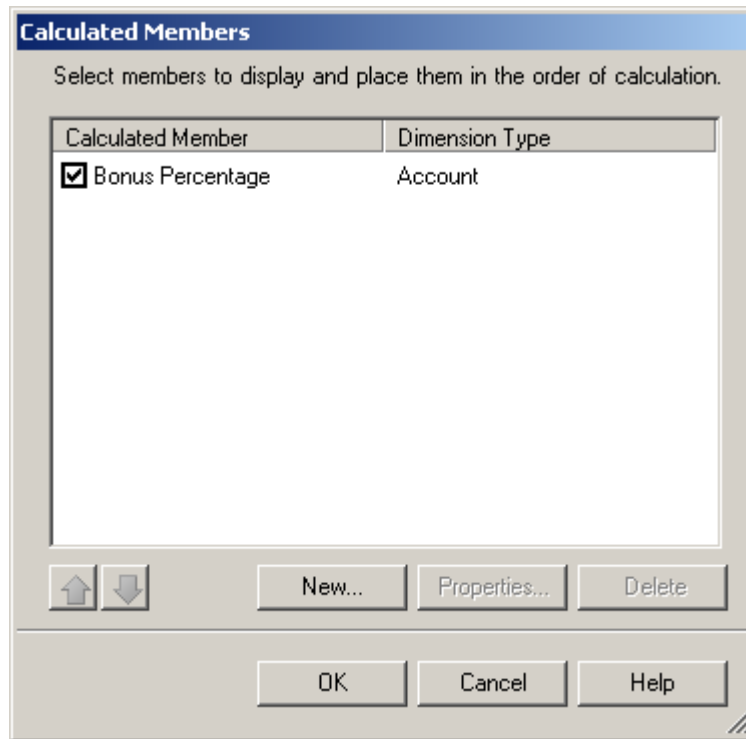 Calculated Members
Select members to display and place them in the order of calculation.
Calculated Member Dimension Type
Bonus Percentage Account
New... Properties... Delete
OK Cancel Help